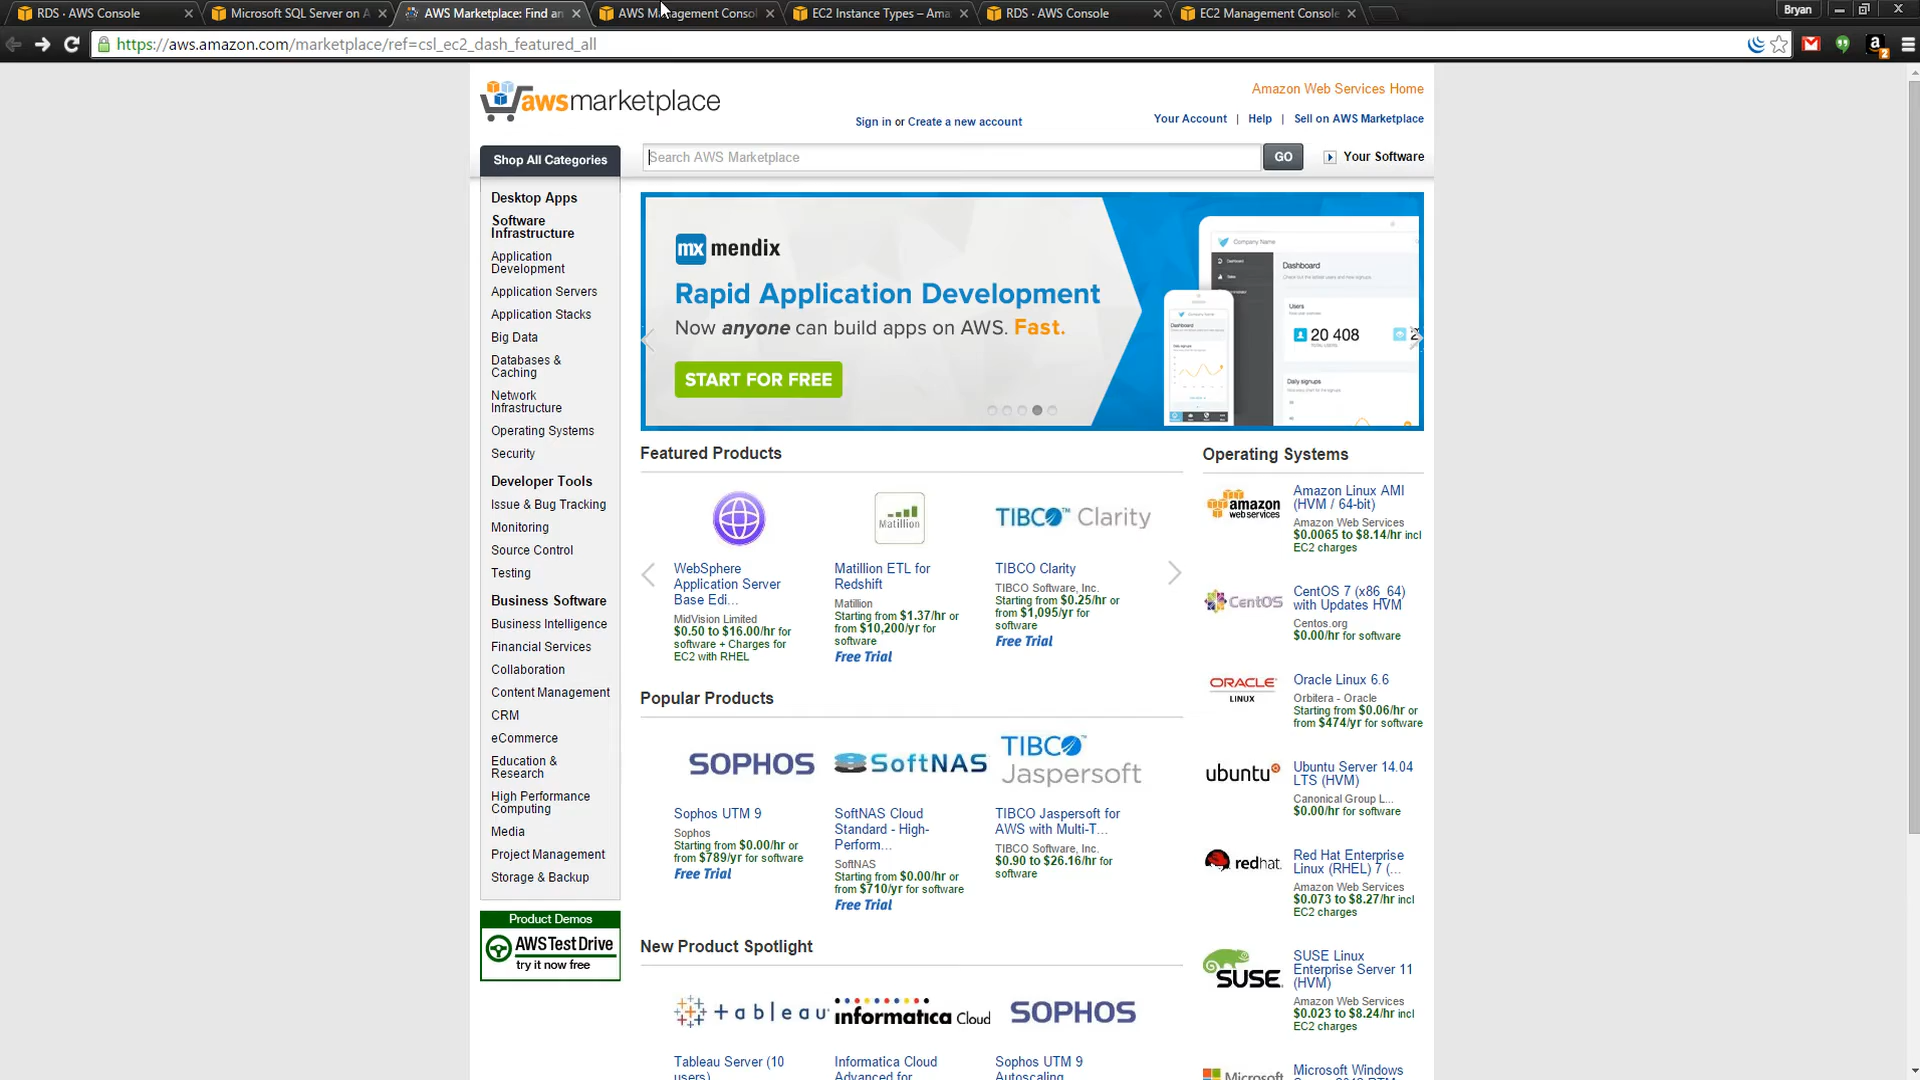 RDS · AWS Console
Microsoft SQL Server on A
AWS Marketplace: Find an
AWS Management Consol
EC2 Instance Types – Ama
RDS · AWS Console
EC2 Management Console
Bryan
https://aws.amazon.com/marketplace/ref=csl_ec2_dash_featured_all
awsmarketplace
Amazon Web Services Home
Sign in or Create a new account
Your Account | Help | Sell on AWS Marketplace
Shop All Categories
Search AWS Marketplace
GO
Your Software
Desktop Apps
Software
Infrastructure
Application
Development
Application Servers
Application Stacks
Big Data
Databases &
Caching
Network
Infrastructure
Operating Systems
Security
Developer Tools
Issue & Bug Tracking
Monitoring
Source Control
Testing
Business Software
Business Intelligence
Financial Services
Collaboration
Content Management
CRM
eCommerce
Education &
Research
High Performance
Computing
Media
Project Management
Storage & Backup
Product Demos
AWS Test Drive
try it now free
mx mendix
Rapid Application Development
Now anyone can build apps on AWS. Fast.
START FOR FREE
Company Name
Dashboard
Users
20 408
Daily signups
Featured Products
Matillion
TIBCO™ Clarity
WebSphere
Application Server
Base Edi...
MidVision Limited
$0.50 to $16.00/hr for
software + Charges for
EC2 with RHEL
Matillion ETL for
Redshift
Matillion
Starting from $1.37/hr or
from $10,200/yr for
software
Free Trial
TIBCO Clarity
TIBCO Software, Inc.
Starting from $0.25/hr or
from $1,095/yr for
software
Free Trial
Popular Products
SOPHOS
SoftNAS
TIBCO™
Jaspersoft
Sophos UTM 9
Sophos
Starting from $0.00/hr or
from $789/yr for software
Free Trial
SoftNAS Cloud
Standard - High-
Perform...
SoftNAS
Starting from $0.00/hr or
from $710/yr for software
Free Trial
TIBCO Jaspersoft for
AWS with Multi-T...
TIBCO Software, Inc.
$0.90 to $26.16/hr for
software
New Product Spotlight
+ableau
informatica Cloud
SOPHOS
Tableau Server (10
users)
Informatica Cloud
Advanced for
Sophos UTM 9
Autoscaling
Operating Systems
amazon
web services
Amazon Linux AMI
(HVM / 64-bit)
Amazon Web Services
$0.0065 to $8.14/hr incl
EC2 charges
CentOS
CentOS 7 (x86_64)
with Updates HVM
Centos.org
$0.00/hr for software
ORACLE
LINUX
Oracle Linux 6.6
Orbitera - Oracle
Starting from $0.06/hr or
from $474/yr for software
ubuntu
Ubuntu Server 14.04
LTS (HVM)
Canonical Group L...
$0.00/hr for software
redhat.
Red Hat Enterprise
Linux (RHEL) 7 (...
Amazon Web Services
$0.073 to $8.27/hr incl
EC2 charges
SUSE
SUSE Linux
Enterprise Server 11
(HVM)
Amazon Web Services
$0.023 to $8.24/hr incl
EC2 charges
Microsoft
Microsoft Windows